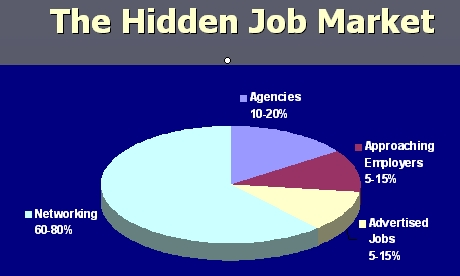 The Hidden Job Market
Agencies
10-20%
Approaching
Employers
5-15%
Networking
60-80%
Advertised
Jobs
5-15%